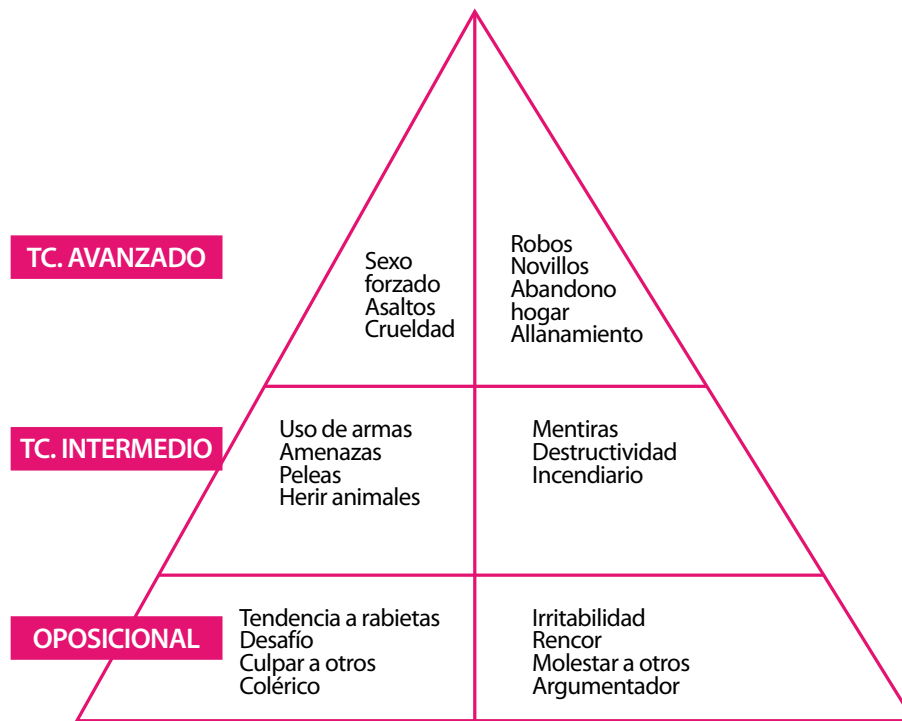 TC. AVANZADO
Sexo
forzado
Asaltos
Crueldad
Robos
Novillos
Abandono
hogar
Allanamiento
TC. INTERMEDIO
Uso de armas
Amenazas
Peleas
Herir animales
Mentiras
Destructividad
Incendiario
OPOSICIONAL
Tendencia a rabietas
Desafío
Culpar a otros
Colérico
Irritabilidad
Rencor
Molestar a otros
Argumentador